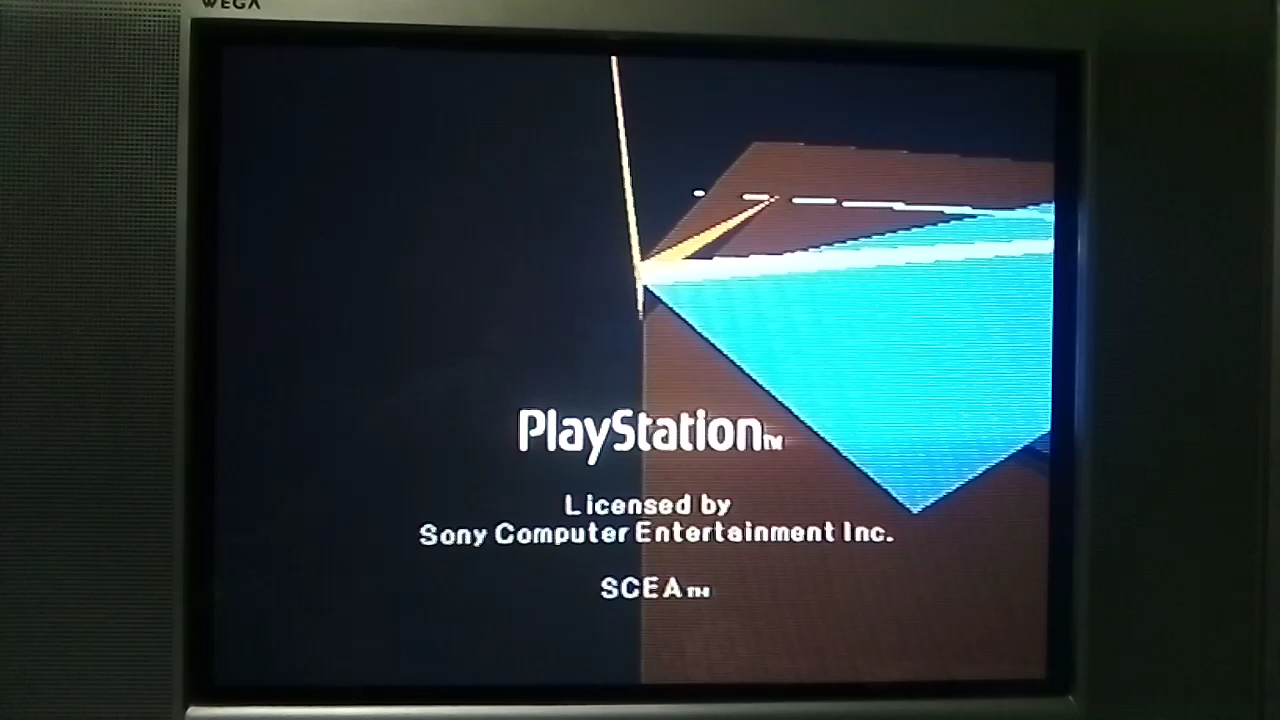 WEGA
PlayStation™
Licensed by
Sony Computer Entertainment Inc.
SCEA™